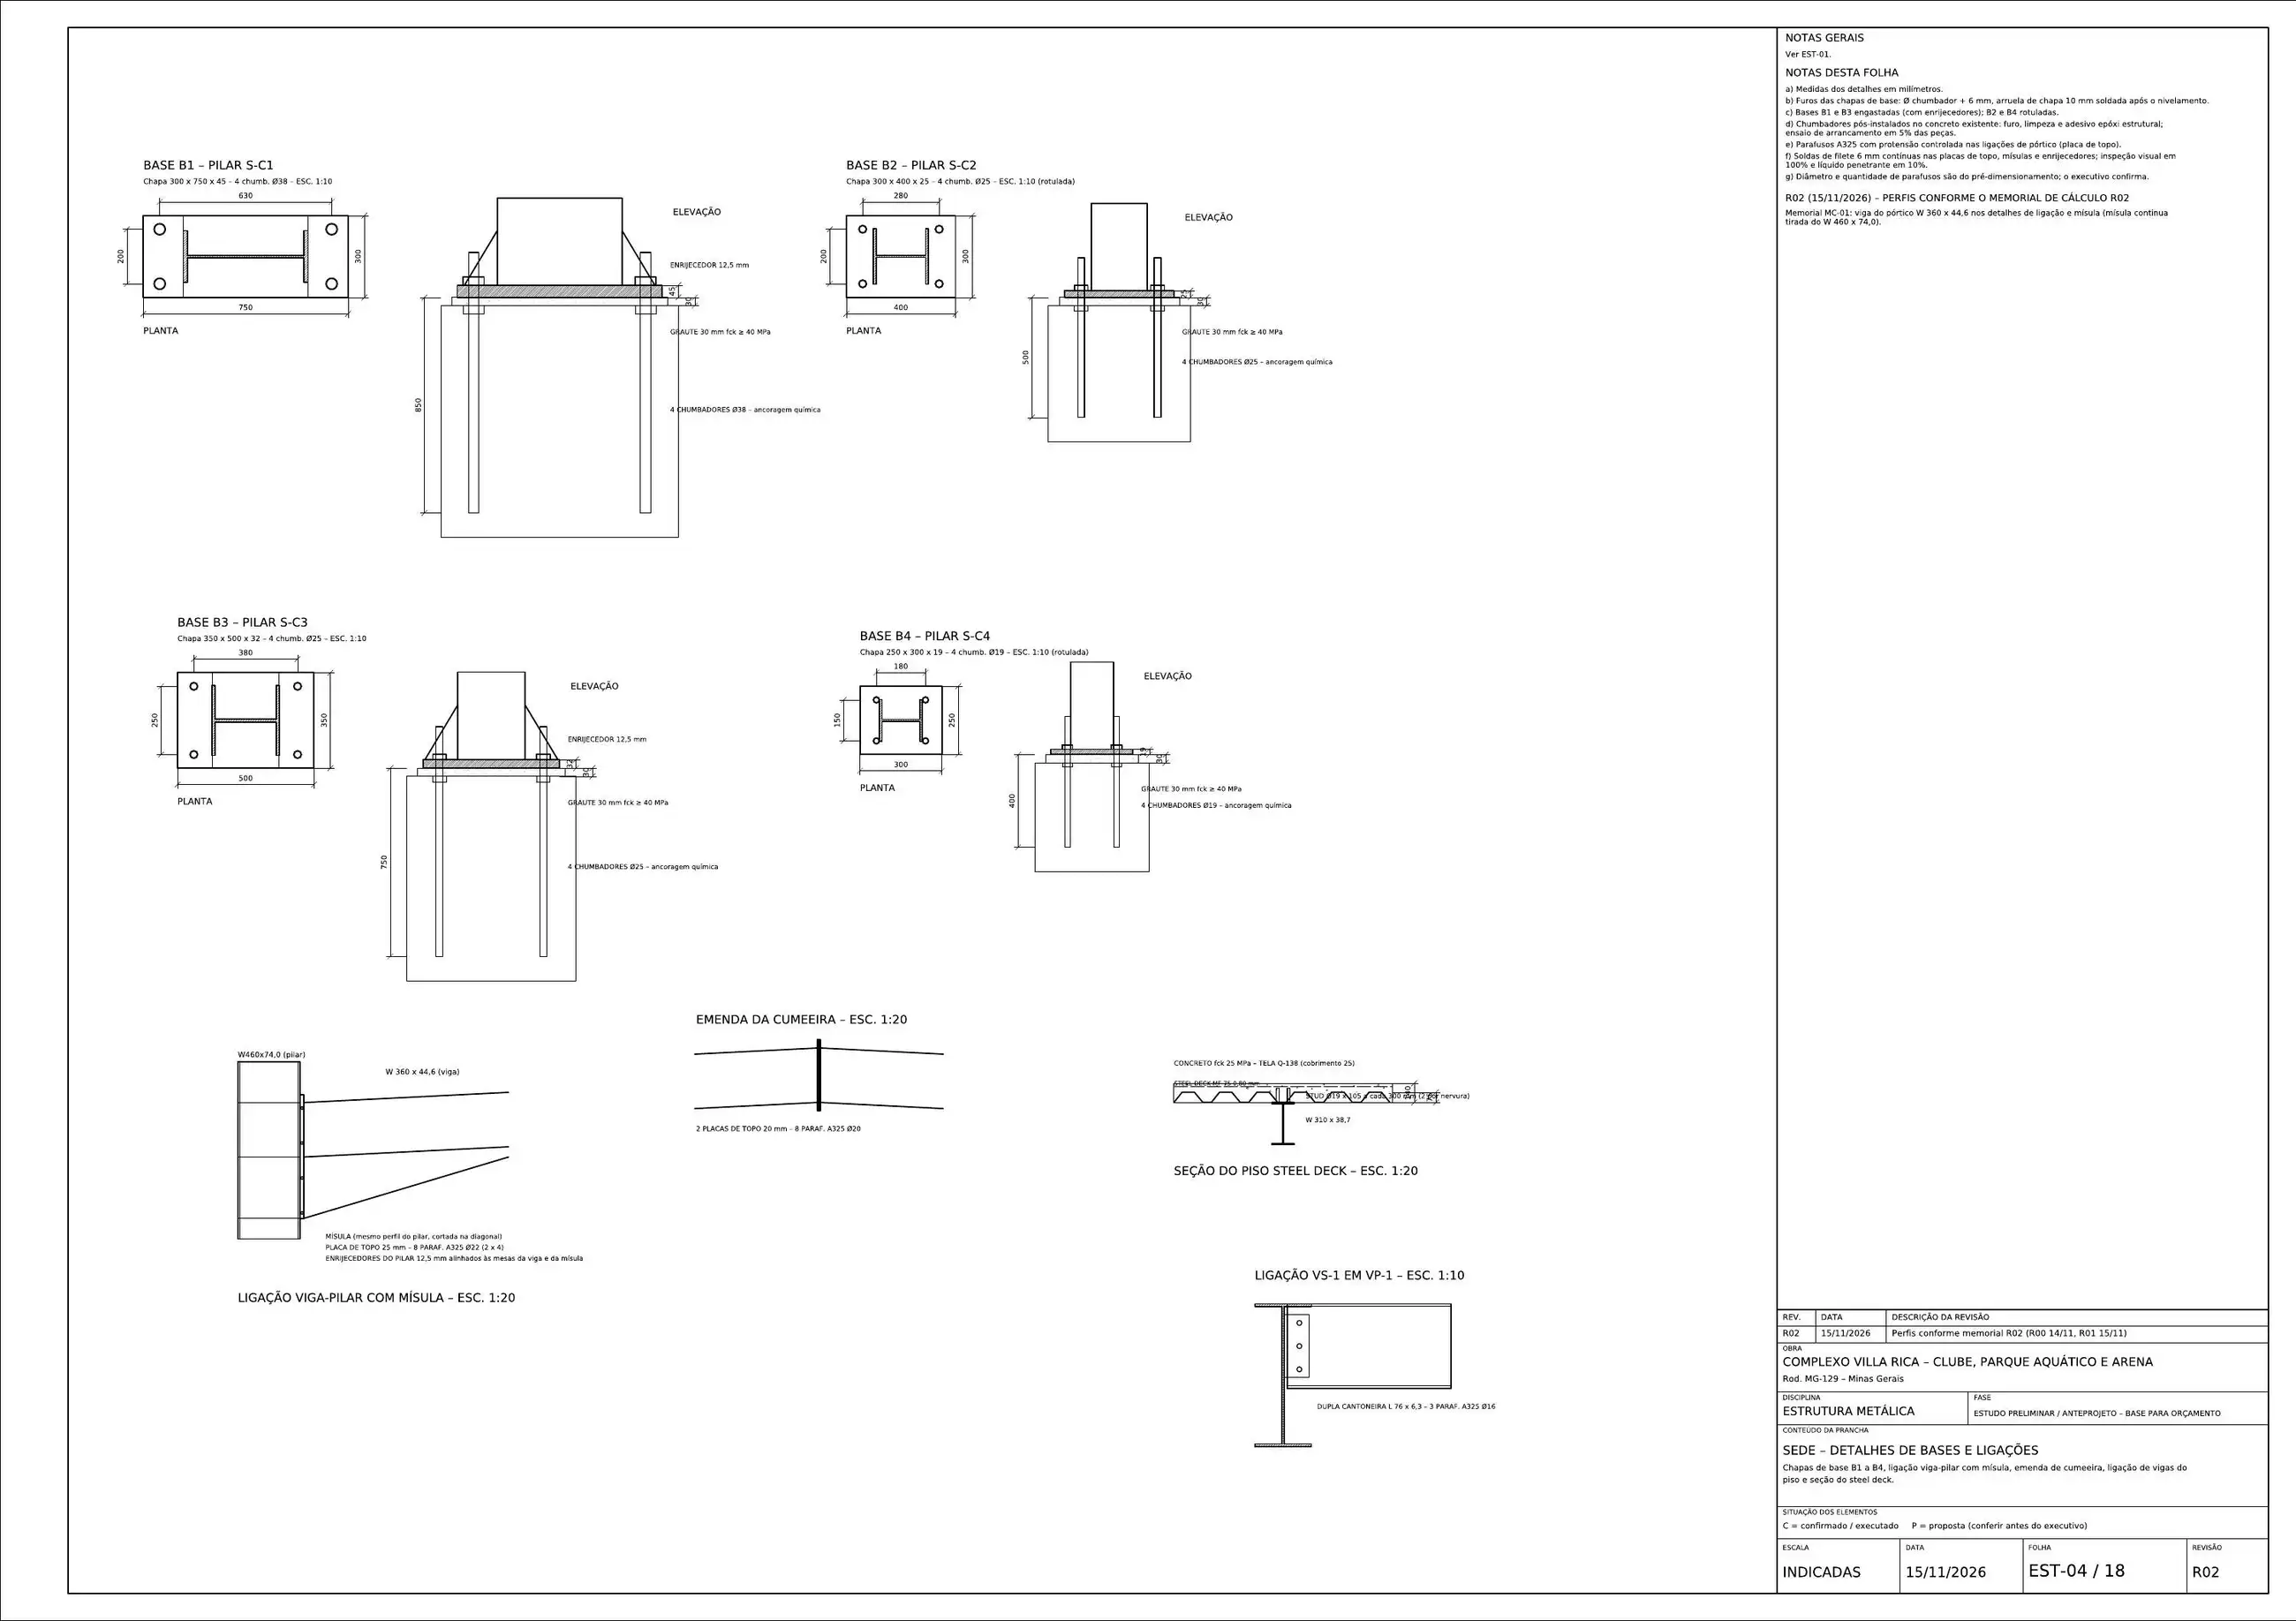 BASE B1 – PILAR S-C1
Chapa 300 x 750 x 45 – 4 chumb. Ø38 – ESC. 1:10
630
200
300
750
PLANTA
ELEVAÇÃO
ENRIJECEDOR 12,5 mm
45
30
GRAUTE 30 mm fck ≥ 40 MPa
850
4 CHUMBADORES Ø38 – ancoragem química
BASE B2 – PILAR S-C2
Chapa 300 x 400 x 25 – 4 chumb. Ø25 – ESC. 1:10 (rotulada)
280
200
300
400
PLANTA
ELEVAÇÃO
25
30
GRAUTE 30 mm fck ≥ 40 MPa
500
4 CHUMBADORES Ø25 – ancoragem química
BASE B3 – PILAR S-C3
Chapa 350 x 500 x 32 – 4 chumb. Ø25 – ESC. 1:10
380
250
350
500
PLANTA
ELEVAÇÃO
ENRIJECEDOR 12,5 mm
32
30
GRAUTE 30 mm fck ≥ 40 MPa
750
4 CHUMBADORES Ø25 – ancoragem química
BASE B4 – PILAR S-C4
Chapa 250 x 300 x 19 – 4 chumb. Ø19 – ESC. 1:10 (rotulada)
180
150
250
300
PLANTA
ELEVAÇÃO
19
30
GRAUTE 30 mm fck ≥ 40 MPa
400
4 CHUMBADORES Ø19 – ancoragem química
W460x74,0 (pilar)
W 360 x 44,6 (viga)
MÍSULA (mesmo perfil do pilar, cortada na diagonal)
PLACA DE TOPO 25 mm – 8 PARAF. A325 Ø22 (2 x 4)
ENRIJECEDORES DO PILAR 12,5 mm alinhados às mesas da viga e da mísula
LIGAÇÃO VIGA-PILAR COM MÍSULA – ESC. 1:20
EMENDA DA CUMEEIRA – ESC. 1:20
2 PLACAS DE TOPO 20 mm – 8 PARAF. A325 Ø20
CONCRETO fck 25 MPa – TELA Q-138 (cobrimento 25)
STEEL DECK MF-75 0,80 mm
STUD Ø19 x 105 a cada 300 mm (2 por nervura)
W 310 x 38,7
SEÇÃO DO PISO STEEL DECK – ESC. 1:20
LIGAÇÃO VS-1 EM VP-1 – ESC. 1:10
DUPLA CANTONEIRA L 76 x 6,3 – 3 PARAF. A325 Ø16
NOTAS GERAIS
Ver EST-01.
NOTAS DESTA FOLHA
a) Medidas dos detalhes em milímetros.
b) Furos das chapas de base: Ø chumbador + 6 mm, arruela de chapa 10 mm soldada após o nivelamento.
c) Bases B1 e B3 engastadas (com enrijecedores); B2 e B4 rotuladas.
d) Chumbadores pós-instalados no concreto existente: furo, limpeza e adesivo epóxi estrutural;
ensaio de arrancamento em 5% das peças.
e) Parafusos A325 com protensão controlada nas ligações de pórtico (placa de topo).
f) Soldas de filete 6 mm contínuas nas placas de topo, mísulas e enrijecedores; inspeção visual em
100% e líquido penetrante em 10%.
g) Diâmetro e quantidade de parafusos são do pré-dimensionamento; o executivo confirma.
R02 (15/11/2026) – PERFIS CONFORME O MEMORIAL DE CÁLCULO R02
Memorial MC-01: viga do pórtico W 360 x 44,6 nos detalhes de ligação e mísula (mísula continua
tirada do W 460 x 74,0).
REV. DATA DESCRIÇÃO DA REVISÃO
R02 15/11/2026 Perfis conforme memorial R02 (R00 14/11, R01 15/11)
OBRA
COMPLEXO VILLA RICA – CLUBE, PARQUE AQUÁTICO E ARENA
Rod. MG-129 – Minas Gerais
DISCIPLINA FASE
ESTRUTURA METÁLICA ESTUDO PRELIMINAR / ANTEPROJETO – BASE PARA ORÇAMENTO
CONTEÚDO DA PRANCHA
SEDE – DETALHES DE BASES E LIGAÇÕES
Chapas de base B1 a B4, ligação viga-pilar com mísula, emenda de cumeeira, ligação de vigas do
piso e seção do steel deck.
SITUAÇÃO DOS ELEMENTOS
C = confirmado / executado P = proposta (conferir antes do executivo)
ESCALA DATA FOLHA REVISÃO
INDICADAS 15/11/2026 EST-04 / 18 R02